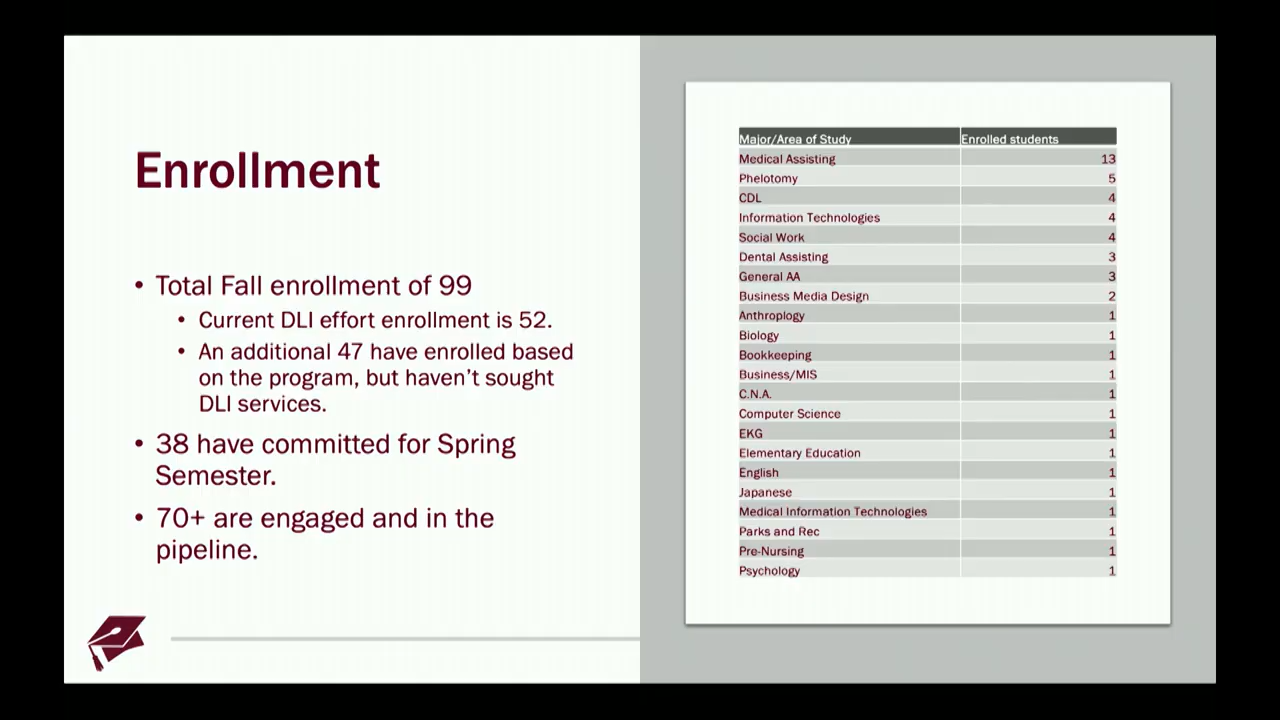 Enrollment
• Total Fall enrollment of 99
• Current DLI effort enrollment is 52.
• An additional 47 have enrolled based
on the program, but haven't sought
DLI services.
• 38 have committed for Spring
Semester.
• 70+ are engaged and in the
pipeline.
Major/Area of Study Enrolled students
Medical Assisting 13
Phelotomy 5
CDL 4
Information Technologies 4
Social Work 4
Dental Assisting 3
General AA 3
Business Media Design 2
Anthroplogy 1
Biology 1
Bookkeeping 1
Business/MIS 1
C.N.A. 1
Computer Science 1
EKG 1
Elementary Education 1
English 1
Japanese 1
Medical Information Technologies 1
Parks and Rec 1
Pre-Nursing 1
Psychology 1